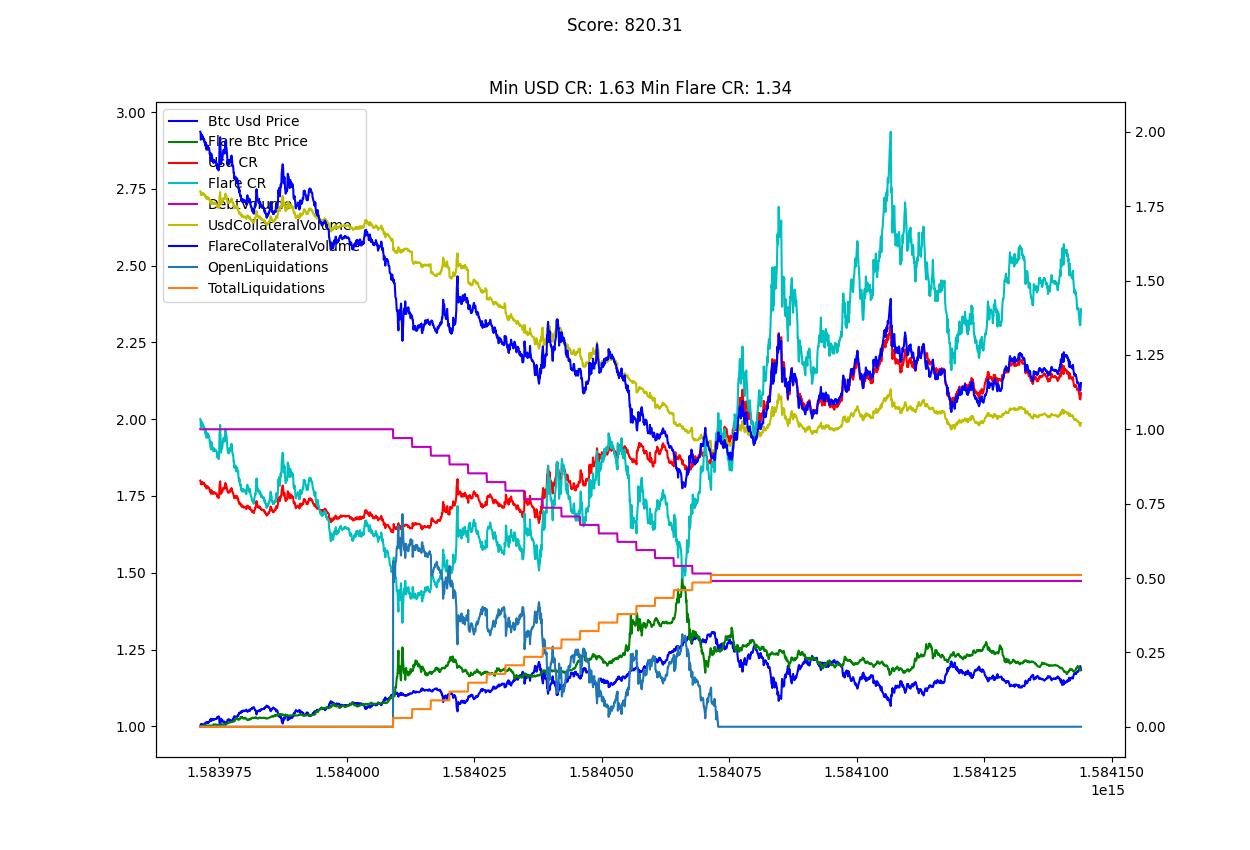 Score: 820.31
Min USD CR: 1.63 Min Flare CR: 1.34
Btc Usd Price
Flare Btc Price
Usd CR
Flare CR
DebtVolume
UsdCollateralVolume
FlareCollateralVolume
OpenLiquidations
TotalLiquidations
3.00
2.75
2.50
2.25
2.00
1.75
1.50
1.25
1.00
2.00
1.75
1.50
1.25
1.00
0.75
0.50
0.25
0.00
1.583975 1.584000 1.584025 1.584050 1.584075 1.584100 1.584125 1.584150
1e15